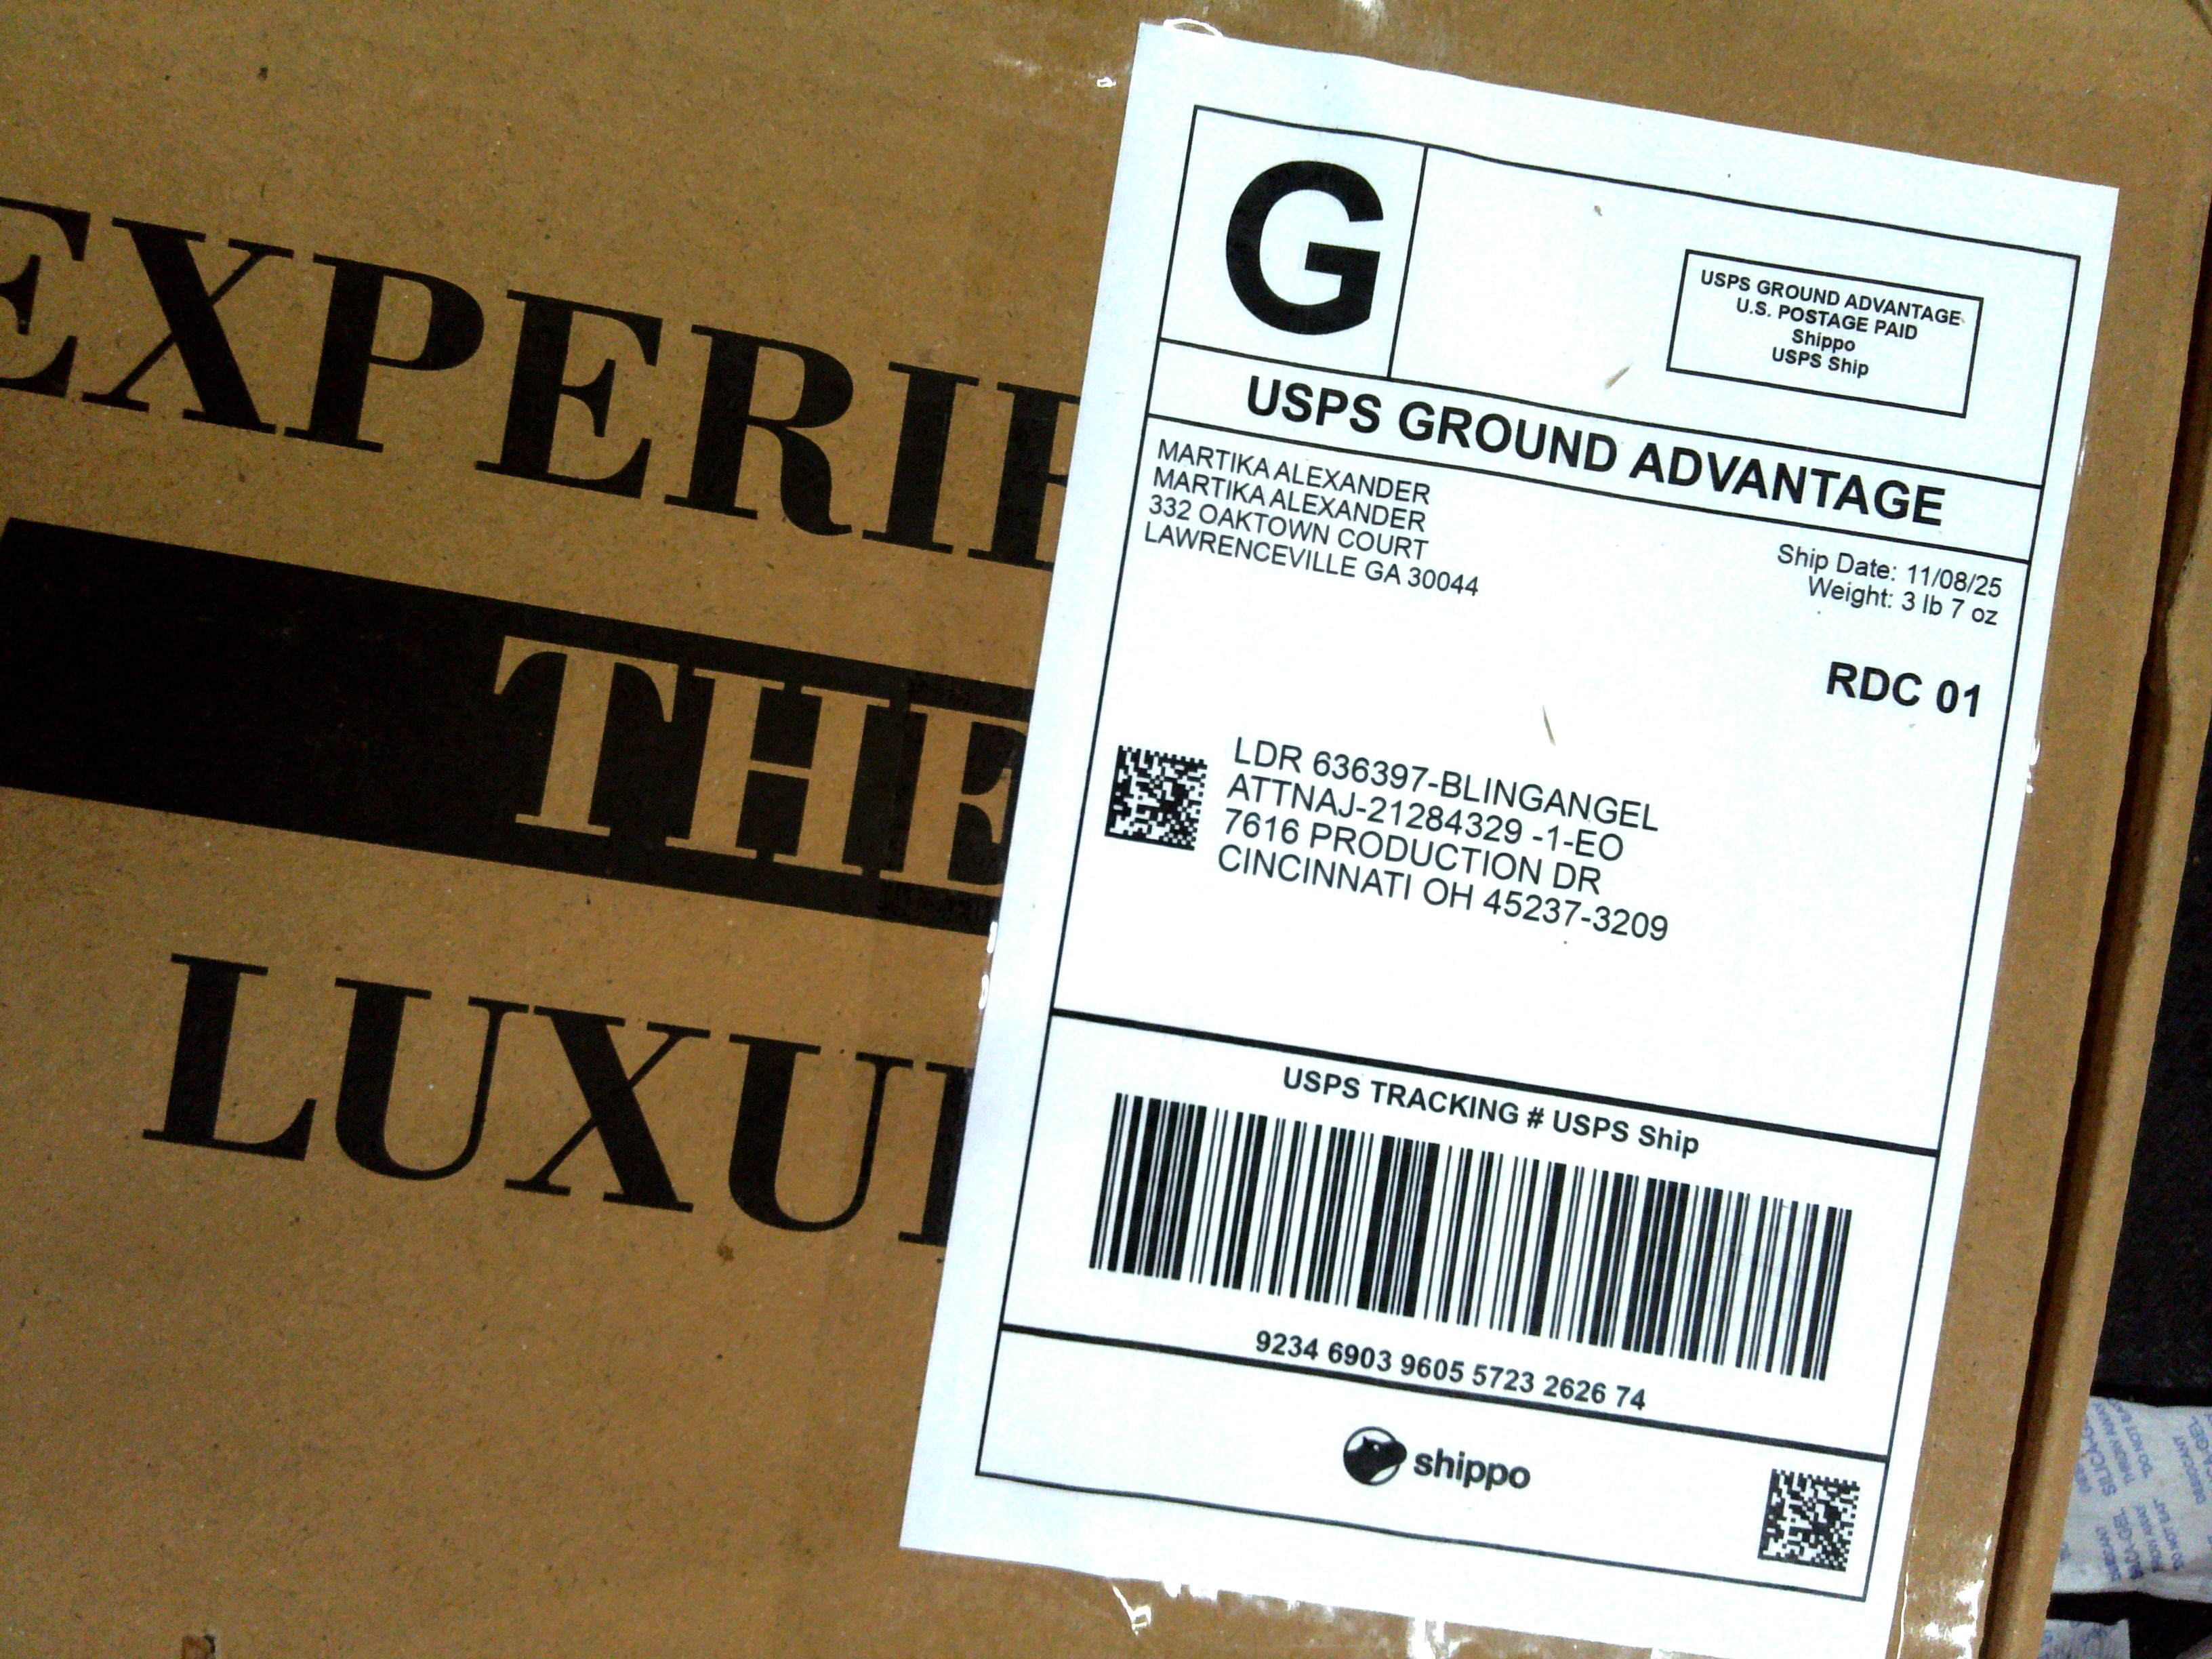 EXPERIE
THE
LUXU
G
USPS GROUND ADVANTAGE
U.S. POSTAGE PAID
Shippo
USPS Ship
USPS GROUND ADVANTAGE
MARTIKA ALEXANDER
MARTIKA ALEXANDER
332 OAKTOWN COURT
LAWRENCEVILLE GA 30044
Ship Date: 11/08/25
Weight: 3 lb 7 oz
RDC 01
LDR 636397-BLINGANGEL
ATTNAJ-21284329 -1-EO
7616 PRODUCTION DR
CINCINNATI OH 45237-3209
USPS TRACKING # USPS Ship
9234 6903 9605 5723 2626 74
shippo